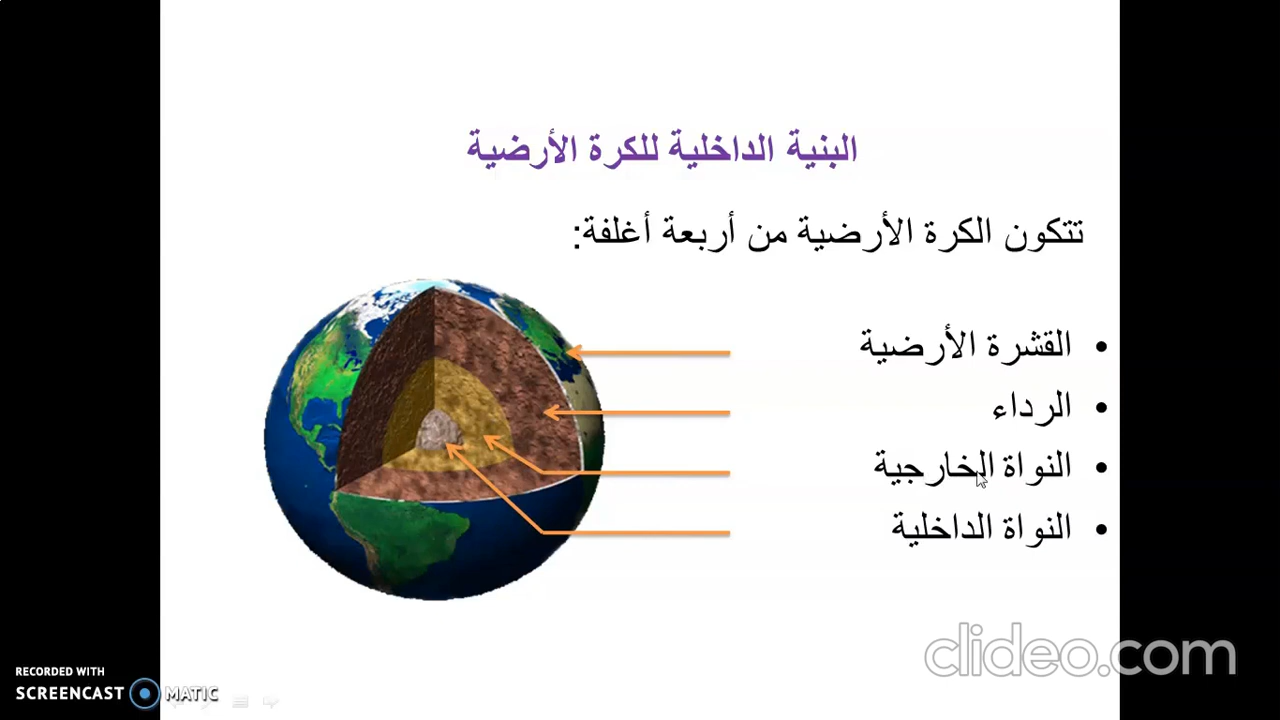 البنية الداخلية للكرة الأرضية
تتكون الكرة الأرضية من أربعة أغلفة:
• القشرة الأرضية
• الرداء
• النواة الخارجية
• النواة الداخلية
clideo.com
RECORDED WITH
SCREENCAST MATIC